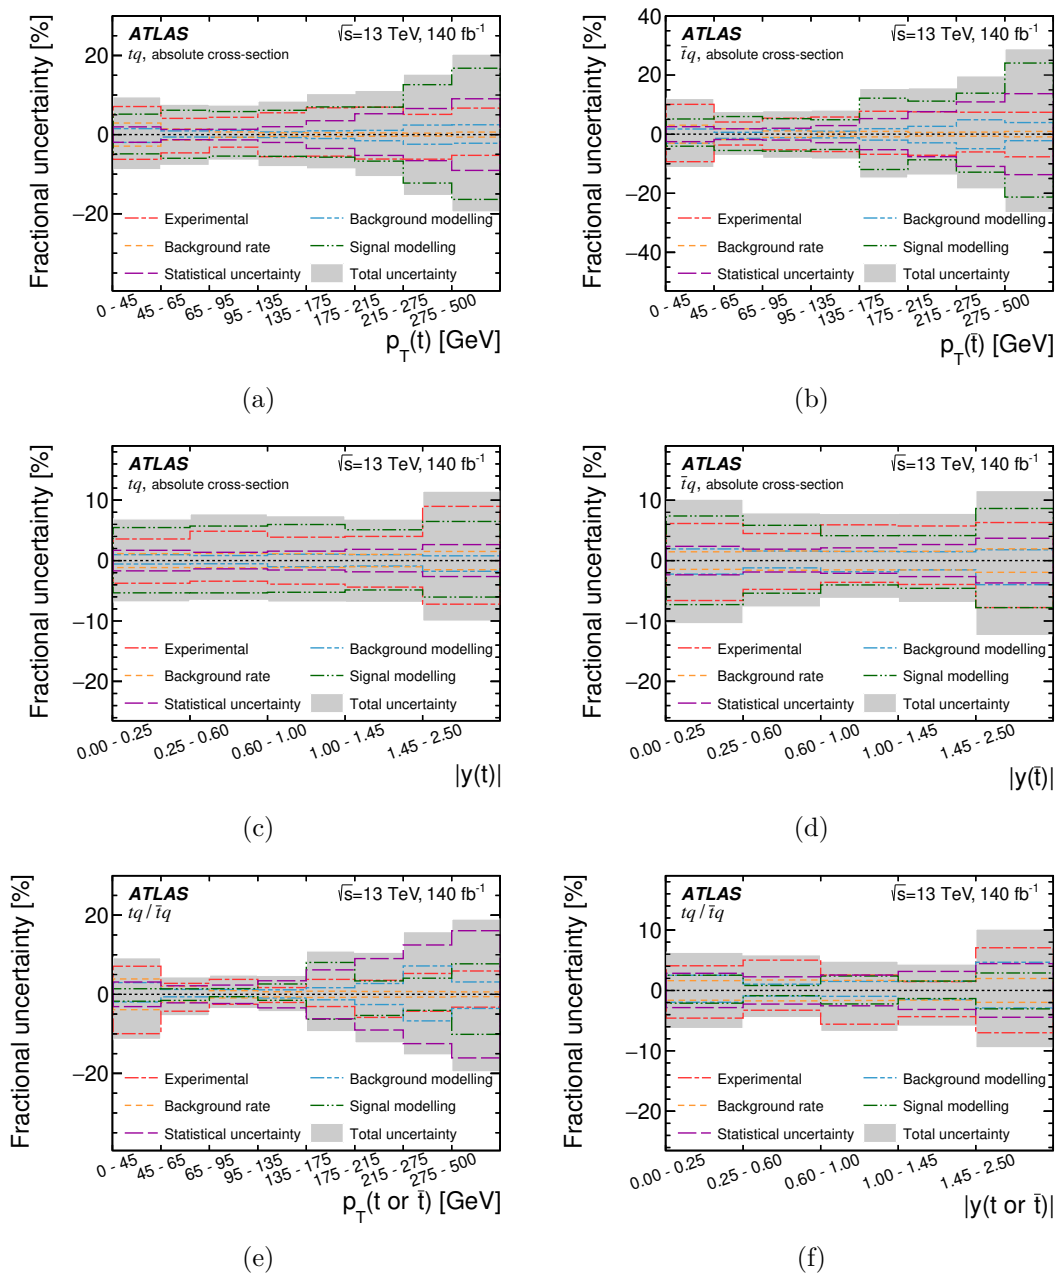 Fractional uncertainty [%]
ATLAS
√s=13 TeV, 140 fb⁻¹
tq, absolute cross-section
20
0
−20
Experimental
Background modelling
Background rate
Signal modelling
Statistical uncertainty
Total uncertainty
0 - 45
45 - 65
65 - 95
95 - 135
135 - 175
175 - 215
215 - 275
275 - 500
p_T(t) [GeV]
(a)
Fractional uncertainty [%]
ATLAS
√s=13 TeV, 140 fb⁻¹
t̄q, absolute cross-section
40
20
0
−20
−40
Experimental
Background modelling
Background rate
Signal modelling
Statistical uncertainty
Total uncertainty
0 - 45
45 - 65
65 - 95
95 - 135
135 - 175
175 - 215
215 - 275
275 - 500
p_T(t̄) [GeV]
(b)
Fractional uncertainty [%]
ATLAS
√s=13 TeV, 140 fb⁻¹
tq, absolute cross-section
10
0
−10
−20
Experimental
Background modelling
Background rate
Signal modelling
Statistical uncertainty
Total uncertainty
0.00 - 0.25
0.25 - 0.60
0.60 - 1.00
1.00 - 1.45
1.45 - 2.50
|y(t)|
(c)
Fractional uncertainty [%]
ATLAS
√s=13 TeV, 140 fb⁻¹
t̄q, absolute cross-section
10
0
−10
−20
Experimental
Background modelling
Background rate
Signal modelling
Statistical uncertainty
Total uncertainty
0.00 - 0.25
0.25 - 0.60
0.60 - 1.00
1.00 - 1.45
1.45 - 2.50
|y(t̄)|
(d)
Fractional uncertainty [%]
ATLAS
√s=13 TeV, 140 fb⁻¹
tq / t̄q
20
0
−20
Experimental
Background modelling
Background rate
Signal modelling
Statistical uncertainty
Total uncertainty
0 - 45
45 - 65
65 - 95
95 - 135
135 - 175
175 - 215
215 - 275
275 - 500
p_T(t or t̄) [GeV]
(e)
Fractional uncertainty [%]
ATLAS
√s=13 TeV, 140 fb⁻¹
tq / t̄q
10
0
−10
−20
Experimental
Background modelling
Background rate
Signal modelling
Statistical uncertainty
Total uncertainty
0.00 - 0.25
0.25 - 0.60
0.60 - 1.00
1.00 - 1.45
1.45 - 2.50
|y(t or t̄)|
(f)